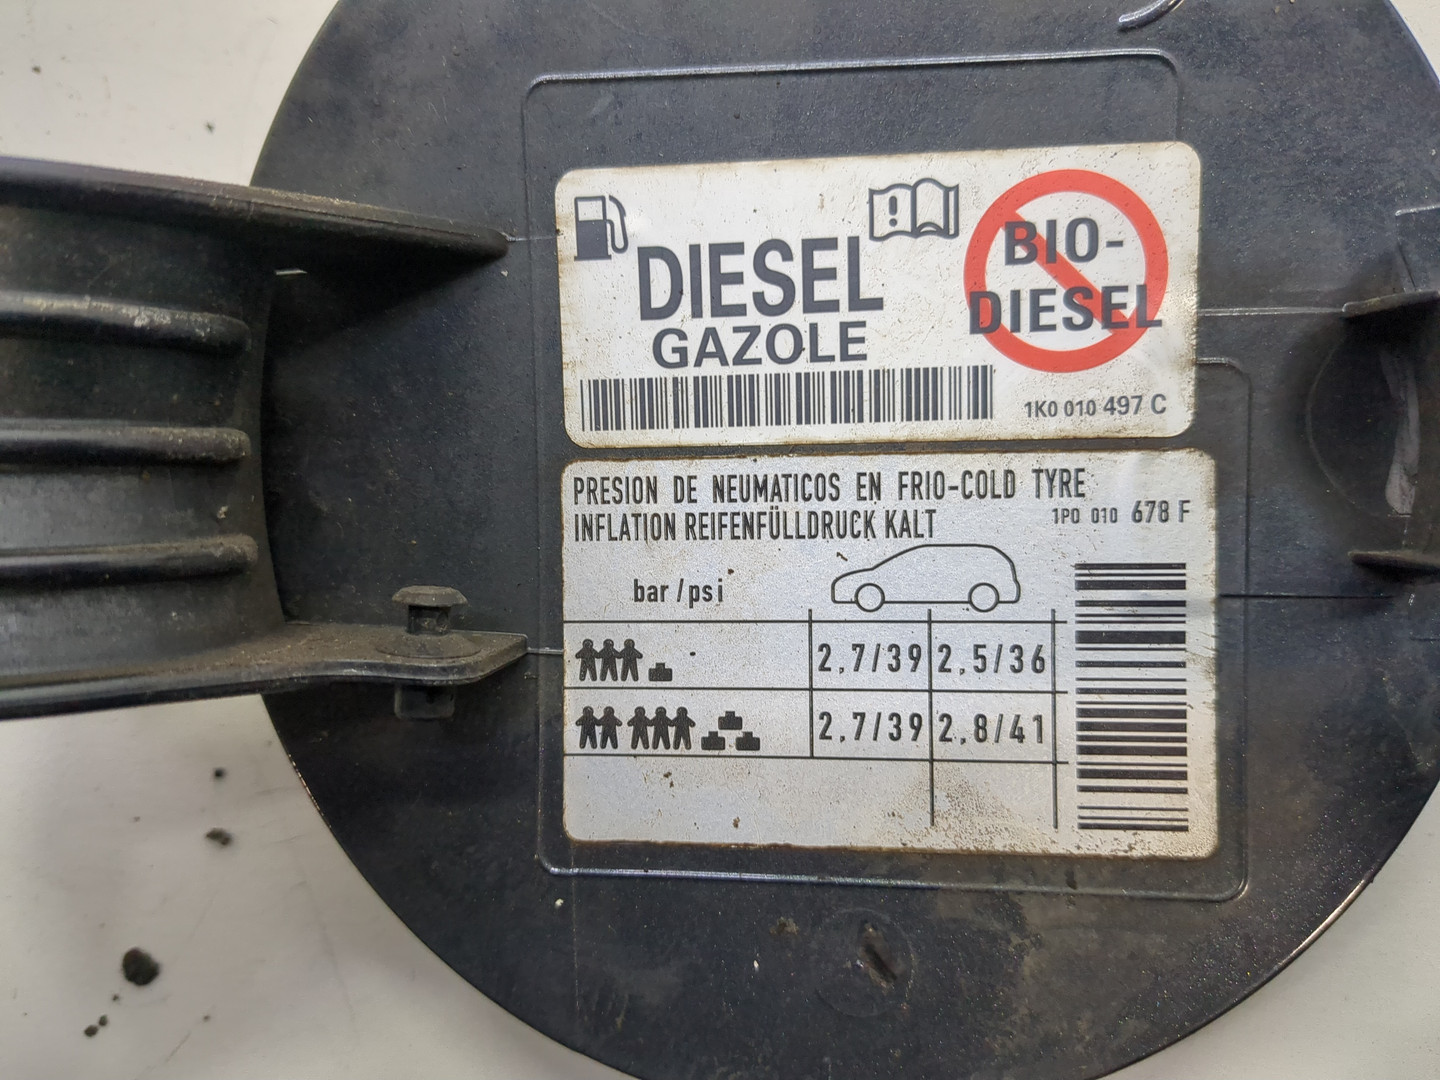 DIESEL
GAZOLE
BIO-
DIESEL
1K0 010 497 C
PRESION DE NEUMATICOS EN FRIO-COLD TYRE
INFLATION REIFENFÜLLDRUCK KALT
1P0 010 678 F
bar/psi
2,7/39 2,5/36
2,7/39 2,8/41